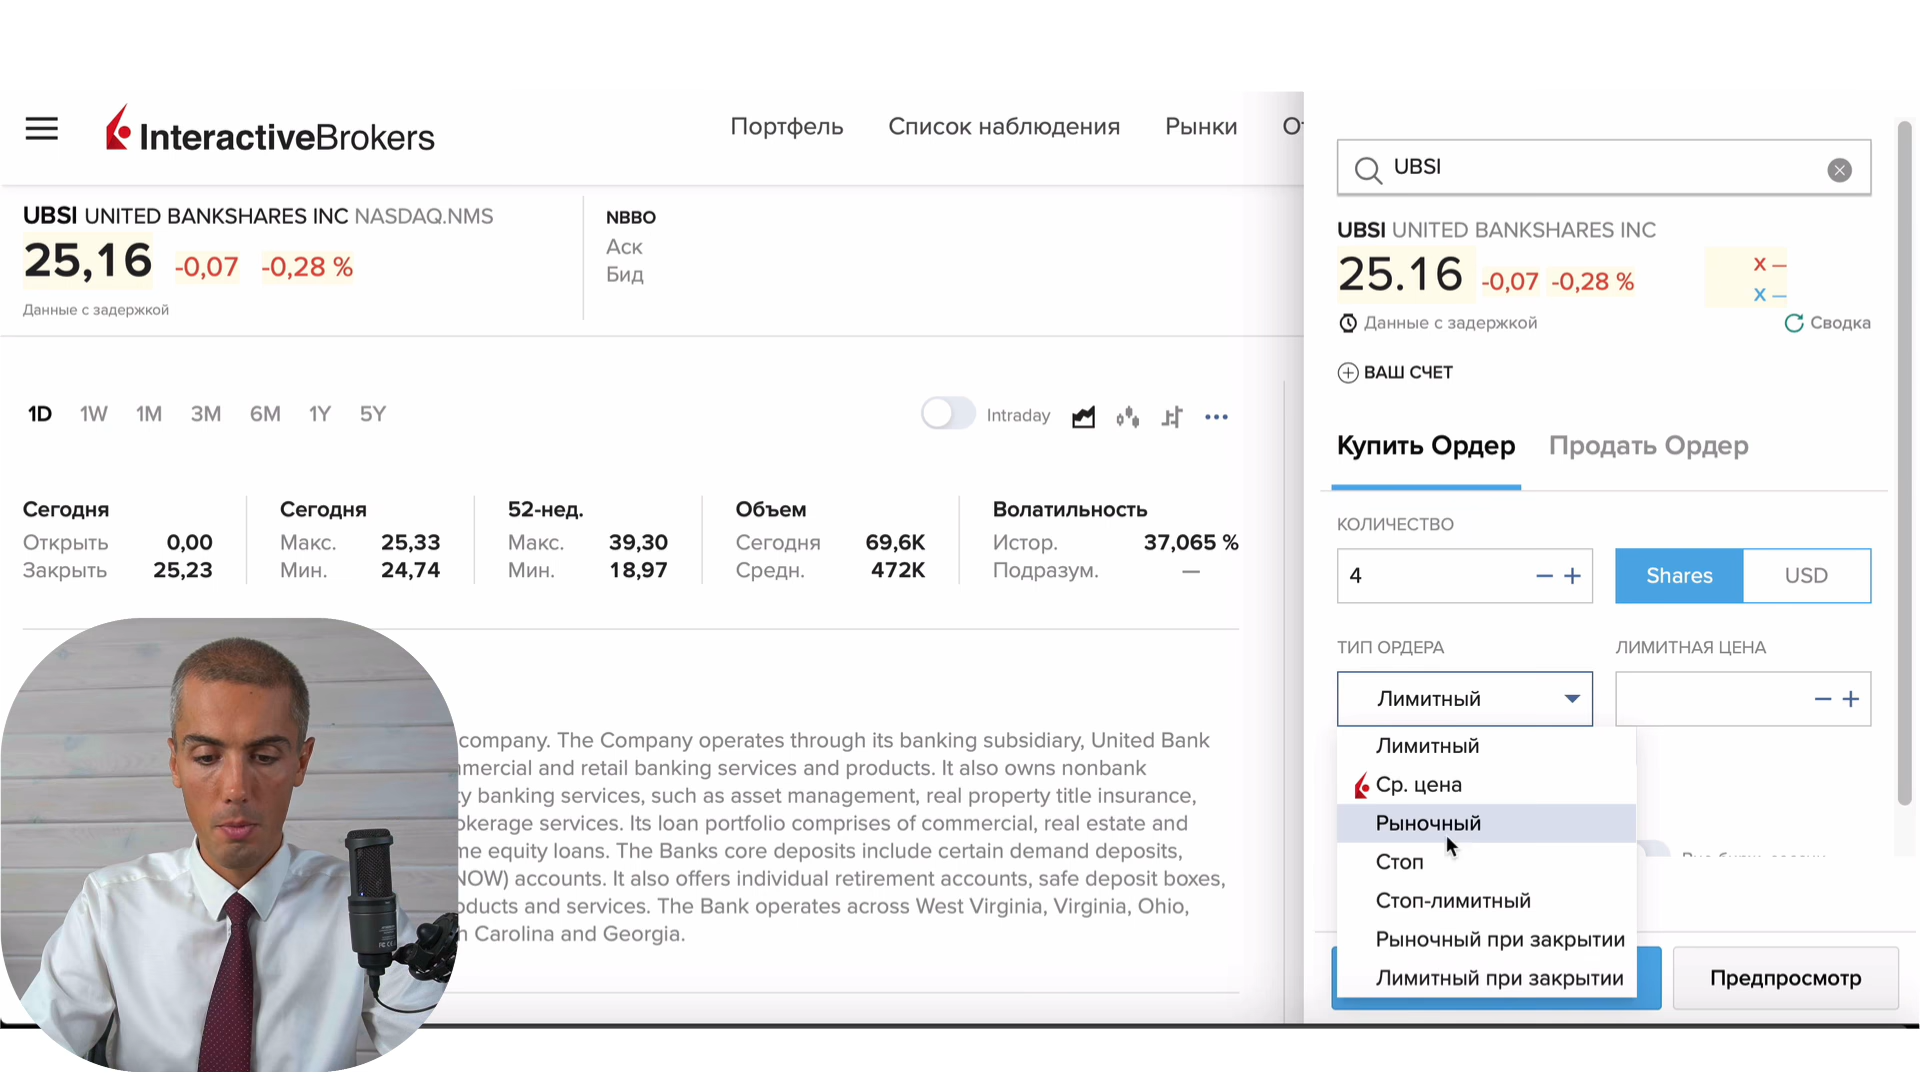 InteractiveBrokers
Портфель
Список наблюдения
Рынки
UBSI UNITED BANKSHARES INC NASDAQ.NMS
25,16 -0,07 -0,28 %
Данные с задержкой
NBBO
Аск
Бид
1D 1W 1M 3M 6M 1Y 5Y
Intraday
Сегодня
Открыть 0,00
Закрыть 25,23
Сегодня
Макс. 25,33
Мин. 24,74
52-нед.
Макс. 39,30
Мин. 18,97
Объем
Сегодня 69,6K
Средн. 472K
Волатильность
Истор. 37,065 %
Подразум. —
company. The Company operates through its banking subsidiary, United Bank
and retail banking services and products. It also owns nonbank
banking services, such as asset management, real property title insurance,
services. Its loan portfolio comprises of commercial, real estate and
equity loans. The Banks core deposits include certain demand deposits,
NOW) accounts. It also offers individual retirement accounts, safe deposit boxes,
and services. The Bank operates across West Virginia, Virginia, Ohio,
Carolina and Georgia.
UBSI
UBSI UNITED BANKSHARES INC
25.16 -0,07 -0,28 %
X —
X —
Данные с задержкой
Сводка
ВАШ СЧЕТ
Купить Ордер
Продать Ордер
КОЛИЧЕСТВО
4 − +
Shares USD
ТИП ОРДЕРА
ЛИМИТНАЯ ЦЕНА
Лимитный
− +
Лимитный
Ср. цена
Рыночный
Стоп
Стоп-лимитный
Рыночный при закрытии
Лимитный при закрытии
Предпросмотр